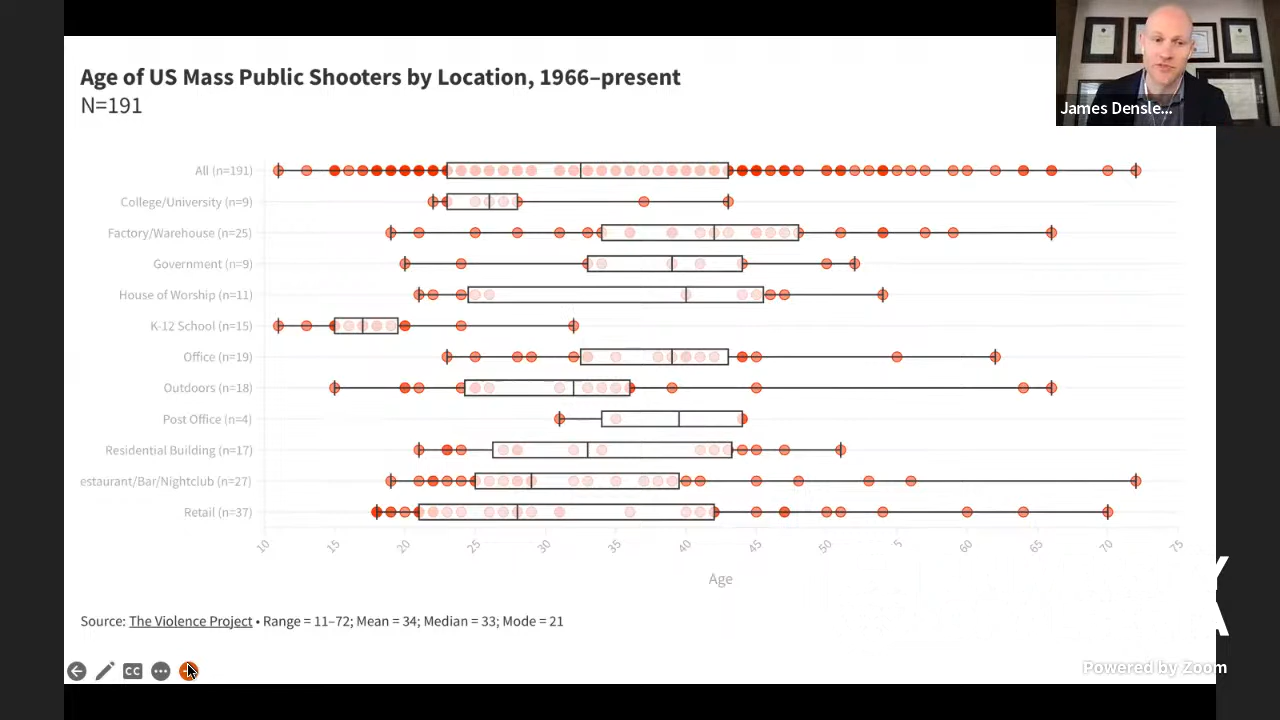 Age of US Mass Public Shooters by Location, 1966–present
N=191
James Densle...
All (n=191)
College/University (n=9)
Factory/Warehouse (n=25)
Government (n=9)
House of Worship (n=11)
K-12 School (n=15)
Office (n=19)
Outdoors (n=18)
Post Office (n=4)
Residential Building (n=17)
estaurant/Bar/Nightclub (n=27)
Retail (n=37)
10 15 20 25 30 35 40 45 50 5 60 65 70 75
Age
Source: The Violence Project • Range = 11–72; Mean = 34; Median = 33; Mode = 21
CC
Y
A
Powered by Zoom